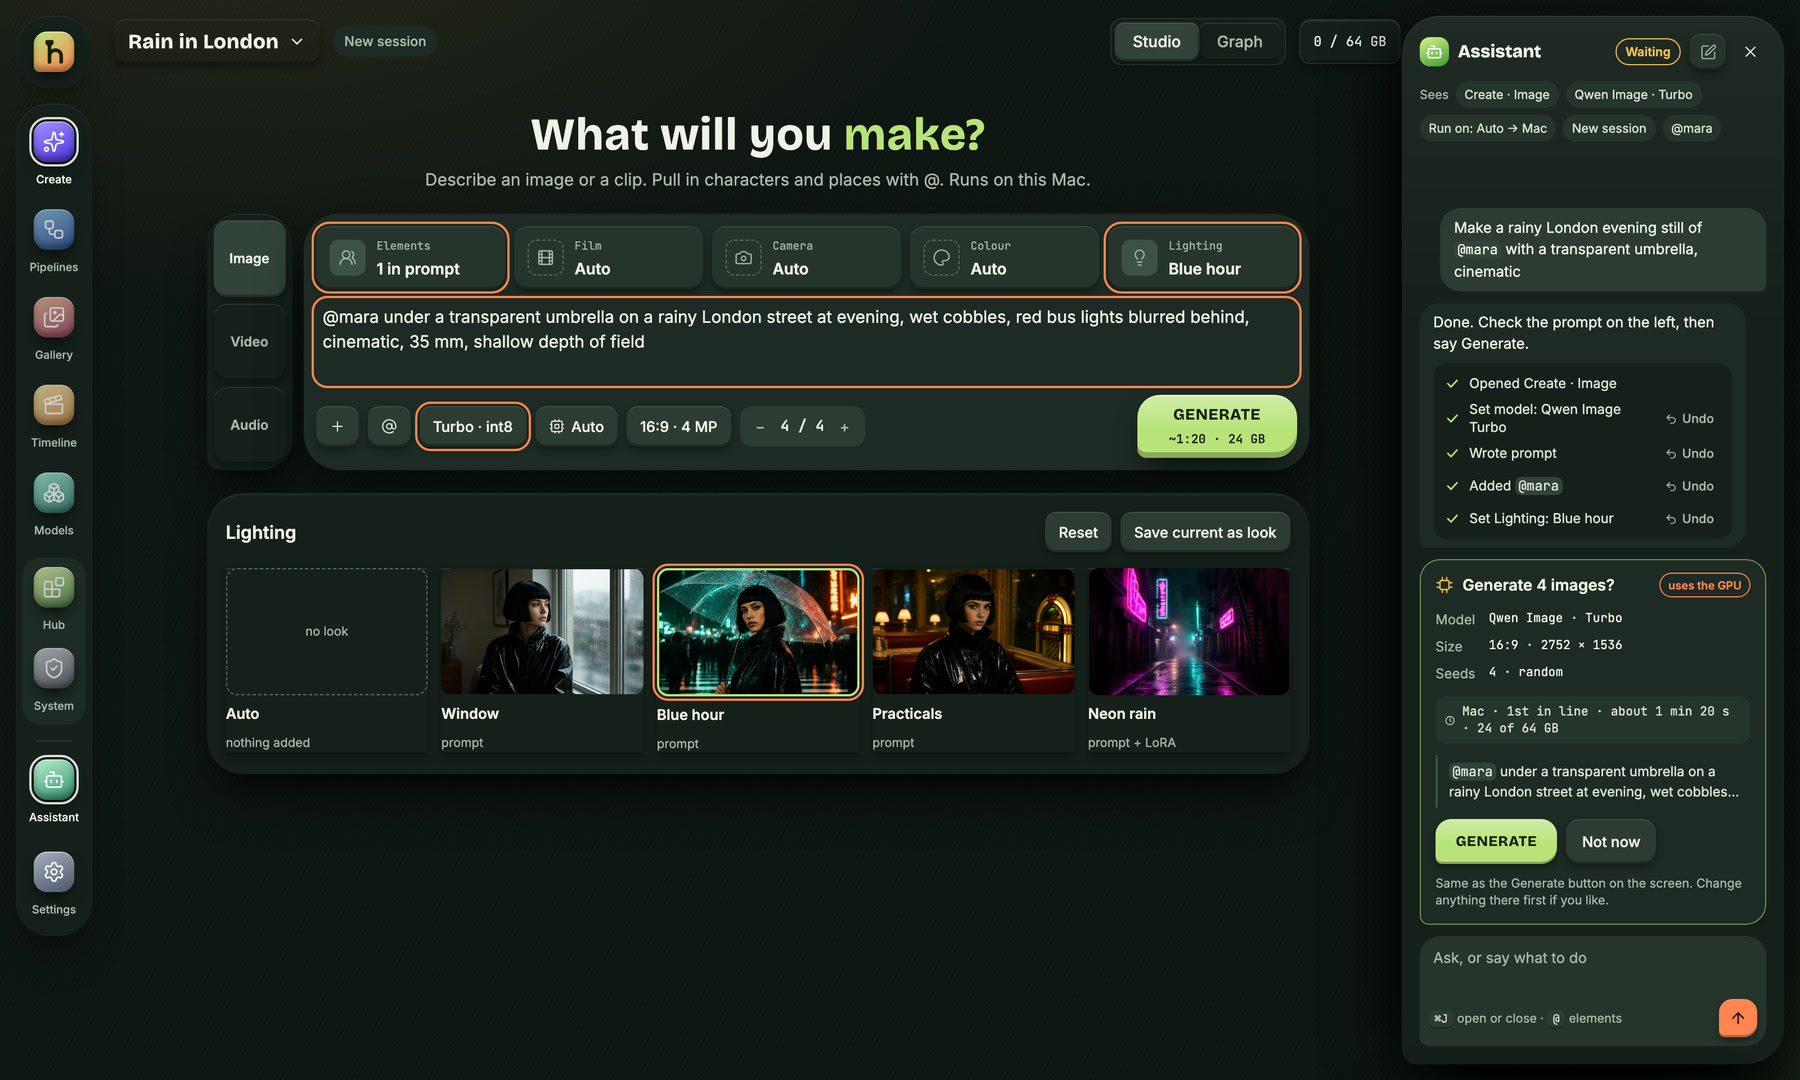 h
Rain in London
New session
Studio
Graph
0 / 64 GB
Create
Pipelines
Gallery
Timeline
Models
Hub
System
Assistant
Settings
What will you make?
Describe an image or a clip. Pull in characters and places with @. Runs on this Mac.
Image
Video
Audio
Elements
1 in prompt
Film
Auto
Camera
Auto
Colour
Auto
Lighting
Blue hour
@mara under a transparent umbrella on a rainy London street at evening, wet cobbles, red bus lights blurred behind,
cinematic, 35 mm, shallow depth of field
+
@
Turbo · int8
Auto
16:9 · 4 MP
− 4 / 4 +
GENERATE
~1:20 · 24 GB
Lighting
Reset
Save current as look
no look
Auto
nothing added
Window
prompt
Blue hour
prompt
Practicals
prompt
Neon rain
prompt + LoRA
Assistant
Waiting
Sees
Create · Image
Qwen Image · Turbo
Run on: Auto → Mac
New session
@mara
Make a rainy London evening still of
@mara with a transparent umbrella,
cinematic
Done. Check the prompt on the left, then
say Generate.
Opened Create · Image
Set model: Qwen Image
Turbo
Undo
Wrote prompt
Undo
Added @mara
Undo
Set Lighting: Blue hour
Undo
Generate 4 images?
uses the GPU
Model Qwen Image · Turbo
Size 16:9 · 2752 × 1536
Seeds 4 · random
Mac · 1st in line · about 1 min 20 s
· 24 of 64 GB
@mara under a transparent umbrella on a
rainy London street at evening, wet cobbles...
GENERATE
Not now
Same as the Generate button on the screen. Change
anything there first if you like.
Ask, or say what to do
⌘J open or close · @ elements